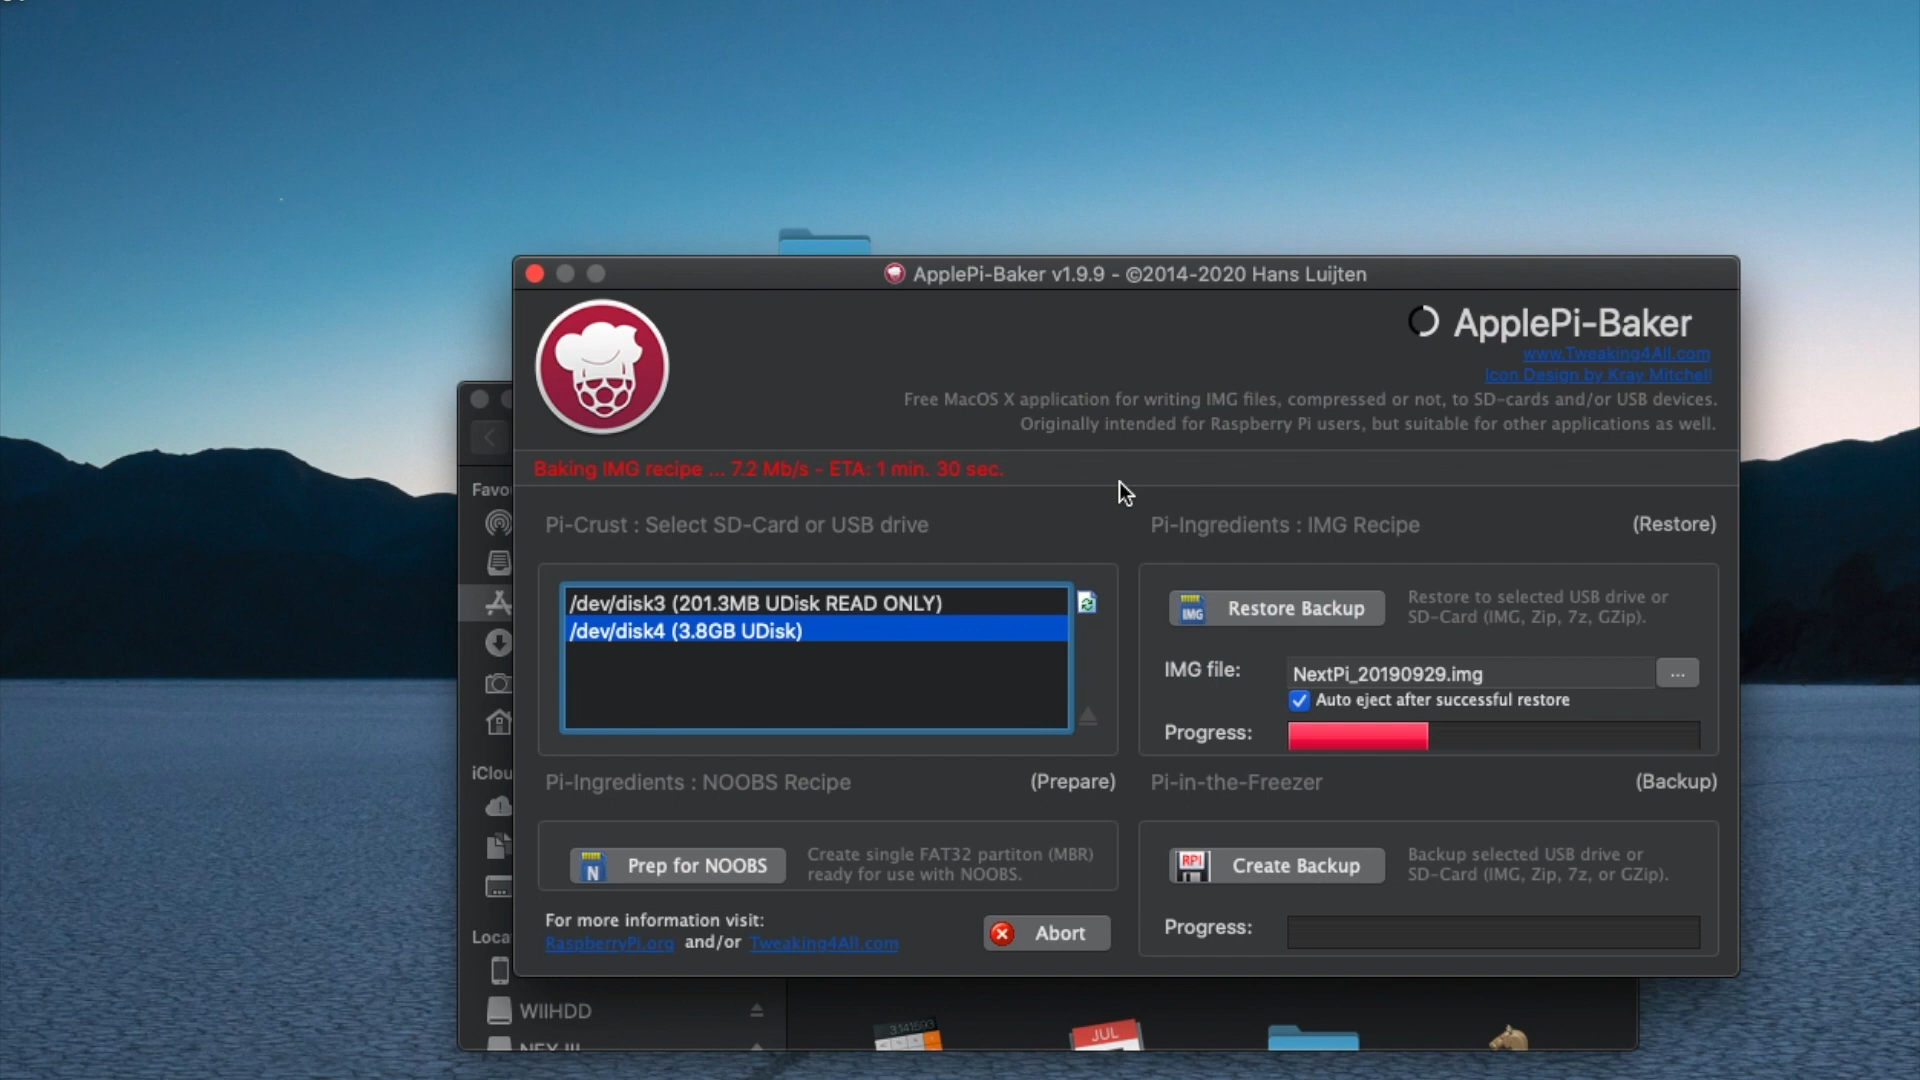 ApplePi-Baker v1.9.9 - ©2014-2020 Hans Luijten
ApplePi-Baker
www.Tweaking4All.com
Icon Design by Kray Mitchell
Free MacOS X application for writing IMG files, compressed or not, to SD-cards and/or USB devices.
Originally intended for Raspberry Pi users, but suitable for other applications as well.
Baking IMG recipe ... 7.2 Mb/s - ETA: 1 min. 30 sec.
Favo
Pi-Crust : Select SD-Card or USB drive
/dev/disk3 (201.3MB UDisk READ ONLY)
/dev/disk4 (3.8GB UDisk)
Pi-Ingredients : IMG Recipe (Restore)
IMG
Restore Backup
Restore to selected USB drive or
SD-Card (IMG, Zip, 7z, GZip).
IMG file: NextPi_20190929.img ...
Auto eject after successful restore
Progress:
iClou
Pi-Ingredients : NOOBS Recipe (Prepare)
N
Prep for NOOBS
Create single FAT32 partiton (MBR)
ready for use with NOOBS.
Pi-in-the-Freezer (Backup)
RPI
Create Backup
Backup selected USB drive or
SD-Card (IMG, Zip, 7z, or GZip).
For more information visit:
RaspberryPi.org and/or Tweaking4All.com
Abort
Progress:
Loca
WIIHDD
3.141593
JUL